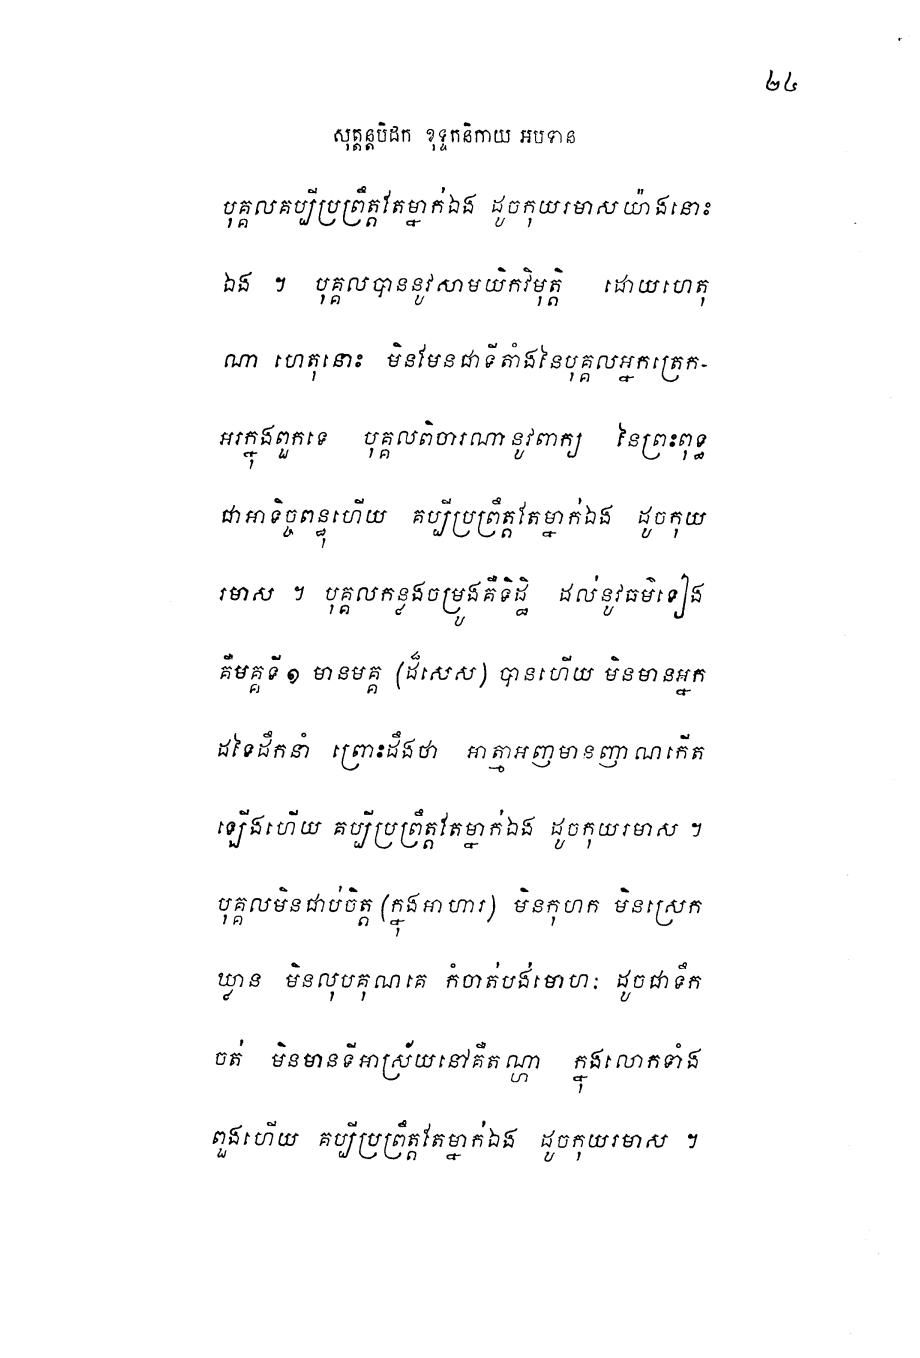 ២៤
សុត្តន្តបិដក ខុទ្ទកនិកាយ អបទាន
បុគ្គលគប្បីប្រព្រឹត្តតែម្នាក់ឯង ដូចកុយរមាសយ៉ាងនោះ
ឯង ។ បុគ្គលបាននូវសាមយិកវិមុត្តិ ដោយហេតុ
ណា ហេតុនោះ មិនមែនជាទីតាំងនៃបុគ្គលអ្នកត្រេក-
អរក្នុងពួកទេ បុគ្គលពិចារណានូវពាក្យ នៃព្រះពុទ្ធ
ជាអាទិច្ចពន្ធុហើយ គប្បីប្រព្រឹត្តតែម្នាក់ឯង ដូចកុយ
រមាស ។ បុគ្គលកន្លងចម្រូងគឺទិដ្ឋិ ដល់នូវធម៌ទៀង
គឺមគ្គទី១ មានមគ្គ (ដ៏សេស) បានហើយ មិនមានអ្នក
ដទៃដឹកនាំ ព្រោះដឹងថា អាត្មាអញមានញាណកើត
ឡើងហើយ គប្បីប្រព្រឹត្តតែម្នាក់ឯង ដូចកុយរមាស ។
បុគ្គលមិនជាប់ចិត្ត (ក្នុងអាហារ) មិនកុហក មិនស្រេក
ឃ្លាន មិនលុបគុណគេ កំចាត់បង់មោហៈ ដូចជាទឹក
ចត់ មិនមានទីអាស្រ័យនៅគឺតណ្ហា ក្នុងលោកទាំង
ពួងហើយ គប្បីប្រព្រឹត្តតែម្នាក់ឯង ដូចកុយរមាស ។